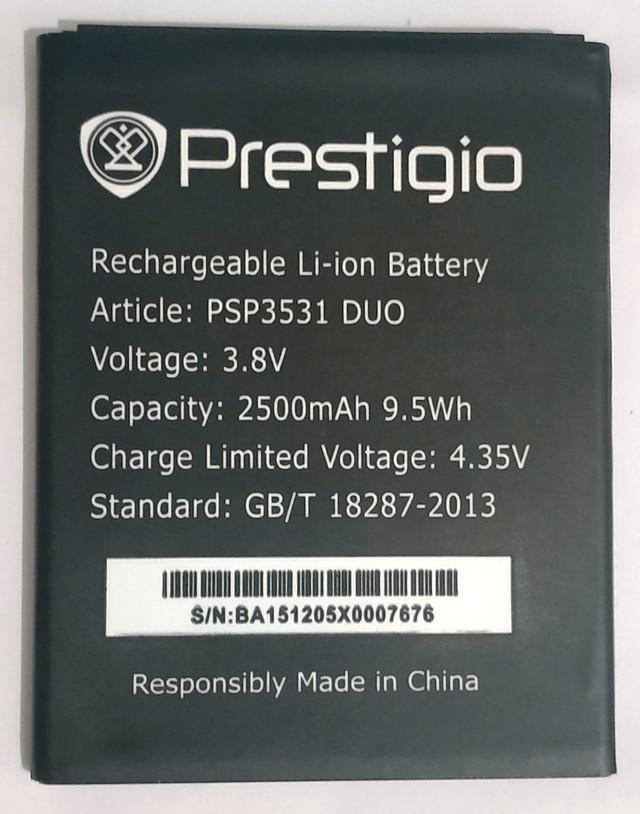 Prestigio
Rechargeable Li-ion Battery
Article: PSP3531 DUO
Voltage: 3.8V
Capacity: 2500mAh 9.5Wh
Charge Limited Voltage: 4.35V
Standard: GB/T 18287-2013
S/N:BA151205X0007676
Responsibly Made in China